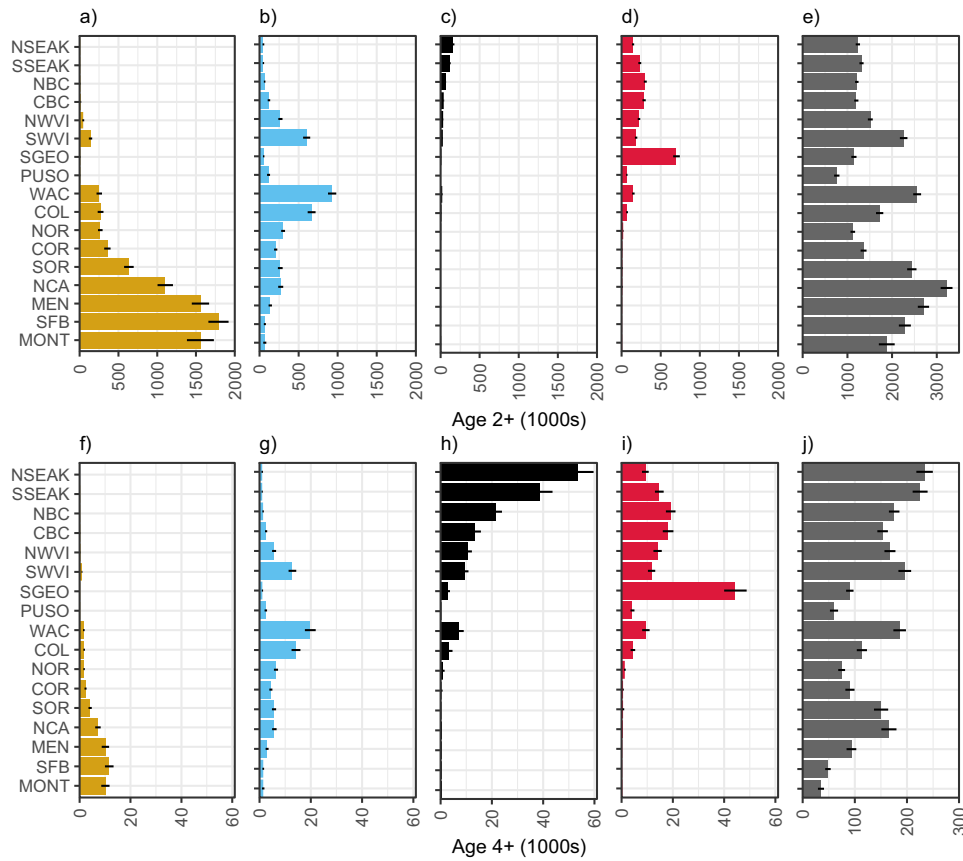 a) b) c) d) e)
NSEAK
SSEAK
NBC
CBC
NWVI
SWVI
SGEO
PUSO
WAC
COL
NOR
COR
SOR
NCA
MEN
SFB
MONT
0 500 1000 1500 2000 0 500 1000 1500 2000 0 500 1000 1500 2000 0 500 1000 1500 2000 0 1000 2000 3000
Age 2+ (1000s)
f) g) h) i) j)
NSEAK
SSEAK
NBC
CBC
NWVI
SWVI
SGEO
PUSO
WAC
COL
NOR
COR
SOR
NCA
MEN
SFB
MONT
0 20 40 60 0 20 40 60 0 20 40 60 0 20 40 60 0 100 200 300
Age 4+ (1000s)